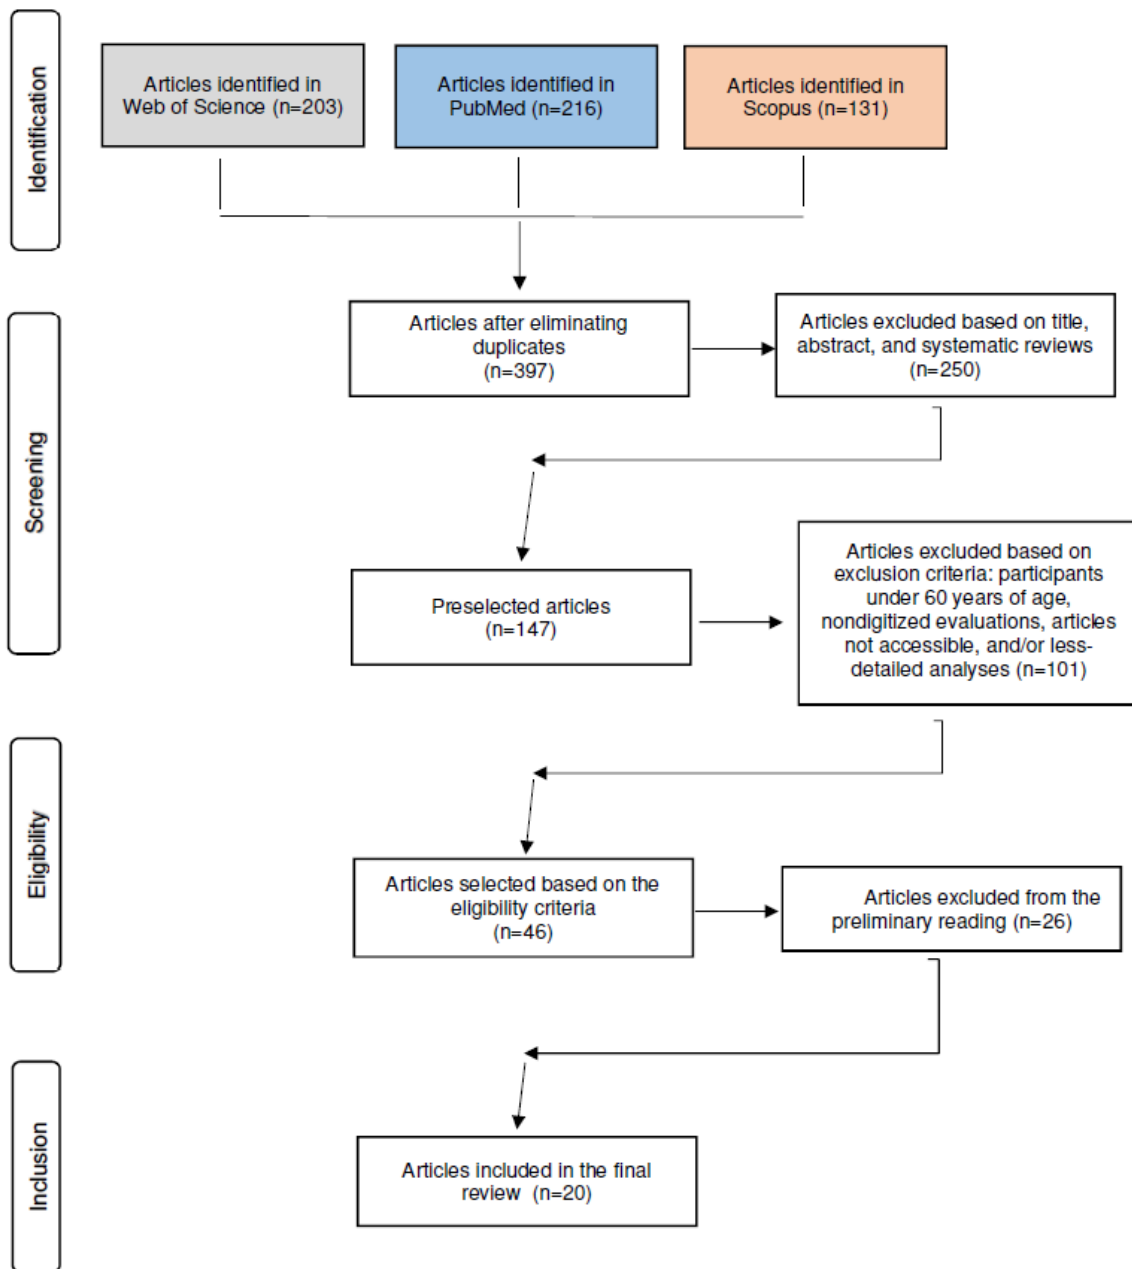 Identification
Articles identified in
Web of Science (n=203)
Articles identified in
PubMed (n=216)
Articles identified in
Scopus (n=131)
Screening
Articles after eliminating
duplicates
(n=397)
Articles excluded based on title,
abstract, and systematic reviews
(n=250)
Preselected articles
(n=147)
Articles excluded based on
exclusion criteria: participants
under 60 years of age,
nondigitized evaluations, articles
not accessible, and/or less-
detailed analyses (n=101)
Eligibility
Articles selected based on the
eligibility criteria
(n=46)
Articles excluded from the
preliminary reading (n=26)
Inclusion
Articles included in the final
review (n=20)